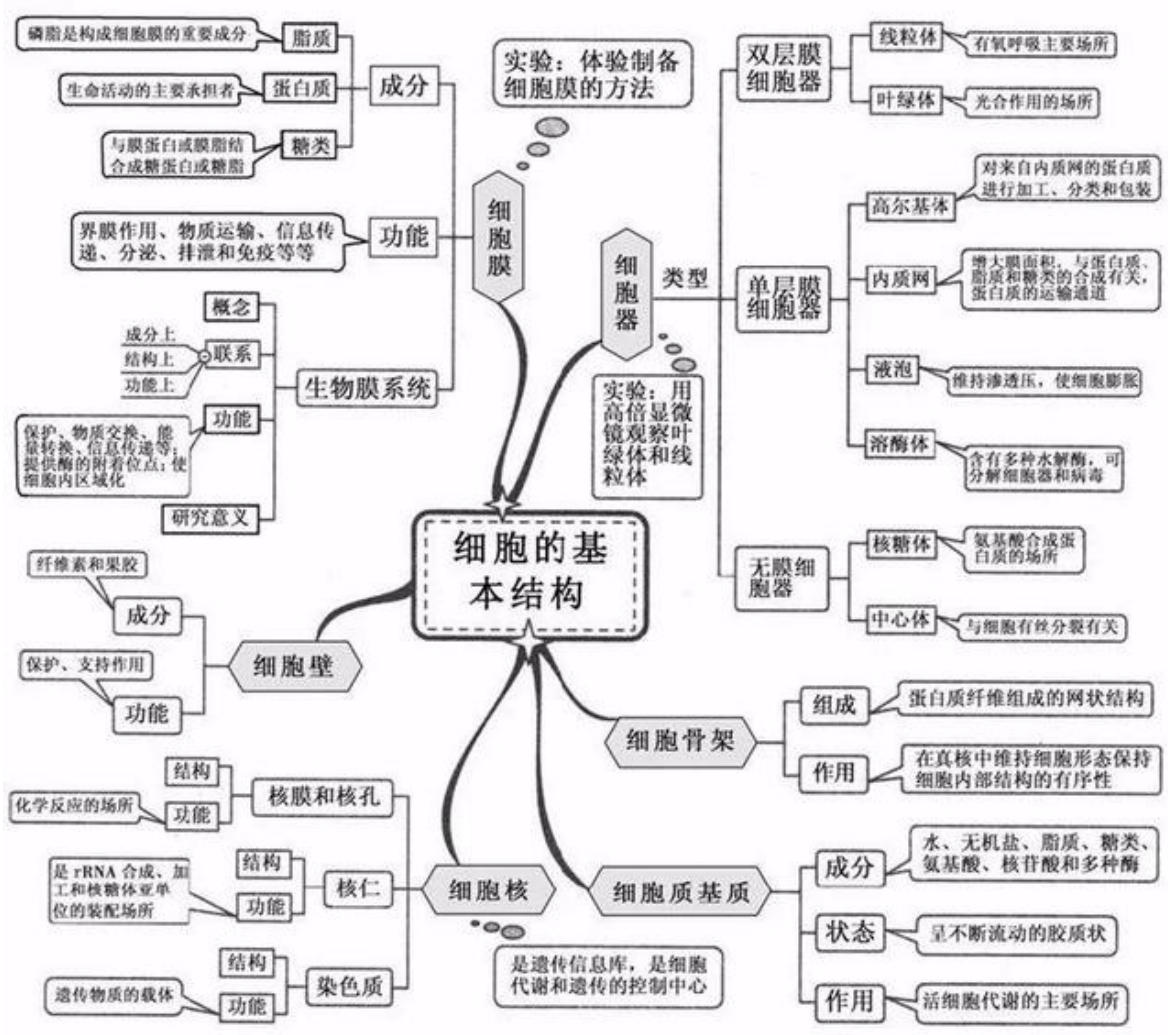 磷脂是构成细胞膜的重要成分
脂质
生命活动的主要承担者
蛋白质
成分
与膜蛋白或膜脂结
合成糖蛋白或糖脂
糖类
界膜作用、物质运输、信息传
递、分泌、排泄和免疫等等
功能
细
胞
膜
实验：体验制备
细胞膜的方法
概念
成分上
结构上
功能上
联系
生物膜系统
功能
保护、物质交换、能
量转换、信息传递等；
提供酶的附着位点；使
细胞内区域化
研究意义
细
胞
器
类型
实验：用
高倍显微
镜观察叶
绿体和线
粒体
双层膜
细胞器
线粒体
有氧呼吸主要场所
叶绿体
光合作用的场所
单层膜
细胞器
高尔基体
对来自内质网的蛋白质
进行加工、分类和包装
内质网
增大膜面积，与蛋白质、
脂质和糖类的合成有关，
蛋白质的运输通道
液泡
维持渗透压，使细胞膨胀
溶酶体
含有多种水解酶，可
分解细胞器和病毒
无膜细
胞器
核糖体
氨基酸合成蛋
白质的场所
中心体
与细胞有丝分裂有关
细胞的基
本结构
纤维素和果胶
成分
保护、支持作用
功能
细胞壁
细胞骨架
组成
蛋白质纤维组成的网状结构
作用
在真核中维持细胞形态保持
细胞内部结构的有序性
结构
化学反应的场所
功能
核膜和核孔
结构
是 rRNA 合成、加
工和核糖体亚单
位的装配场所
功能
核仁
结构
遗传物质的载体
功能
染色质
细胞核
是遗传信息库，是细胞
代谢和遗传的控制中心
细胞质基质
成分
水、无机盐、脂质、糖类、
氨基酸、核苷酸和多种酶
状态
呈不断流动的胶质状
作用
活细胞代谢的主要场所